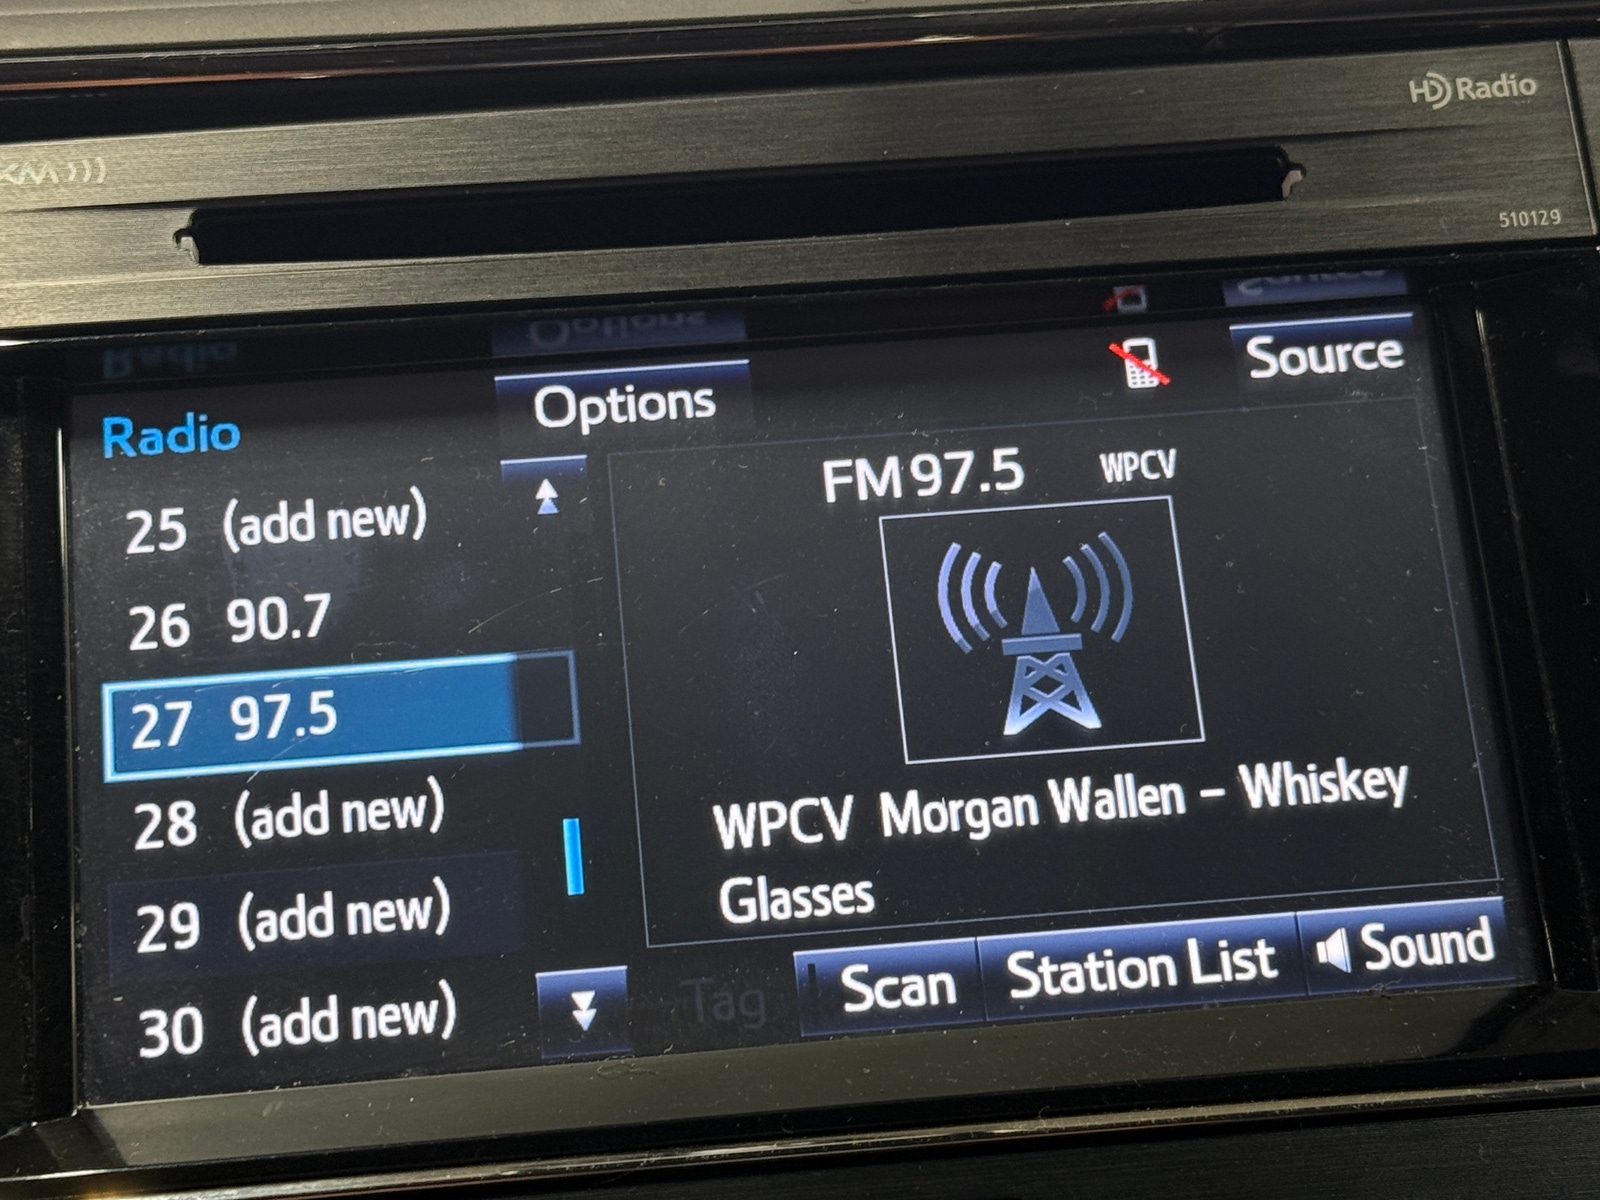 HD Radio
XM
510129
Options
Source
Radio
FM 97.5 WPCV
25 (add new)
26 90.7
27 97.5
28 (add new)
29 (add new)
30 (add new)
WPCV Morgan Wallen – Whiskey
Glasses
Tag
Scan
Station List
Sound